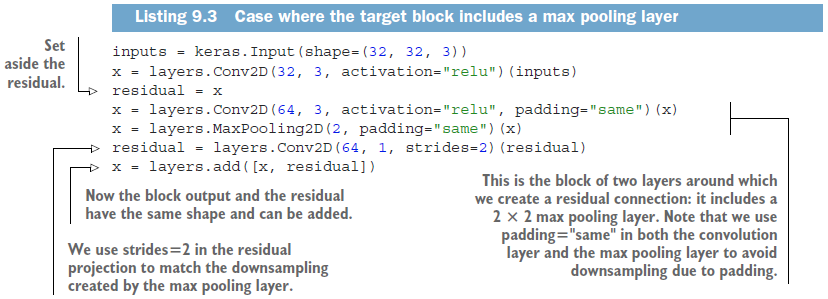 Listing 9.3 Case where the target block includes a max pooling layer
Set
aside the
residual.
inputs = keras.Input(shape=(32, 32, 3))
x = layers.Conv2D(32, 3, activation="relu")(inputs)
residual = x
x = layers.Conv2D(64, 3, activation="relu", padding="same")(x)
x = layers.MaxPooling2D(2, padding="same")(x)
residual = layers.Conv2D(64, 1, strides=2)(residual)
x = layers.add([x, residual])
Now the block output and the residual
have the same shape and can be added.
We use strides=2 in the residual
projection to match the downsampling
created by the max pooling layer.
This is the block of two layers around which
we create a residual connection: it includes a
2 × 2 max pooling layer. Note that we use
padding="same" in both the convolution
layer and the max pooling layer to avoid
downsampling due to padding.